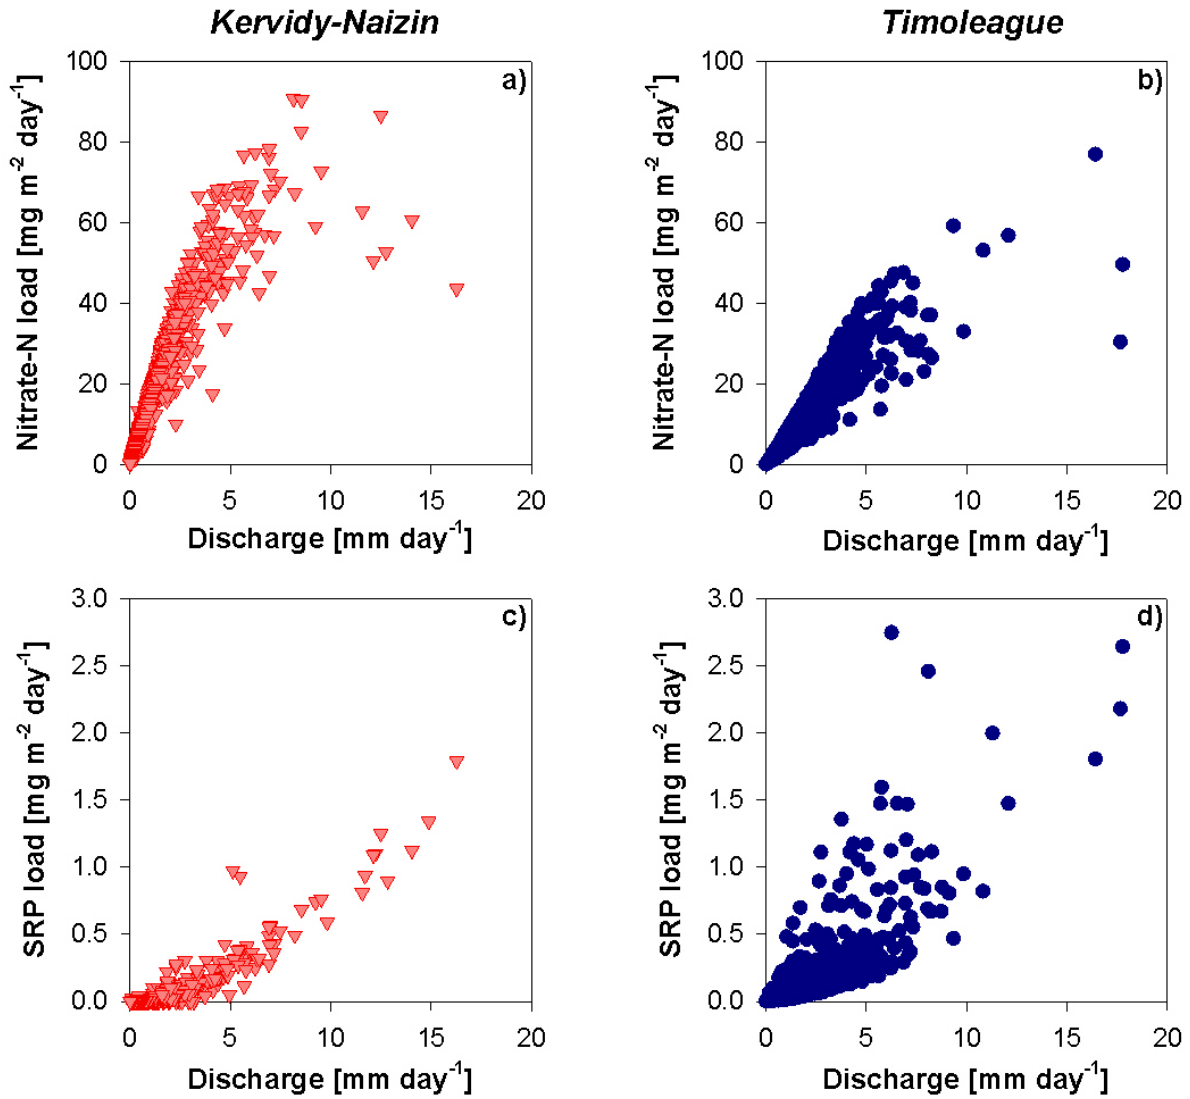 Kervidy-Naizin
Timoleague
a)
100
80
60
40
20
0
Nitrate-N load [mg m-2 day-1]
0 5 10 15 20
Discharge [mm day-1]
b)
100
80
60
40
20
0
Nitrate-N load [mg m-2 day-1]
0 5 10 15 20
Discharge [mm day-1]
c)
3.0
2.5
2.0
1.5
1.0
0.5
0.0
SRP load [mg m-2 day-1]
0 5 10 15 20
Discharge [mm day-1]
d)
3.0
2.5
2.0
1.5
1.0
0.5
0.0
SRP load [mg m-2 day-1]
0 5 10 15 20
Discharge [mm day-1]